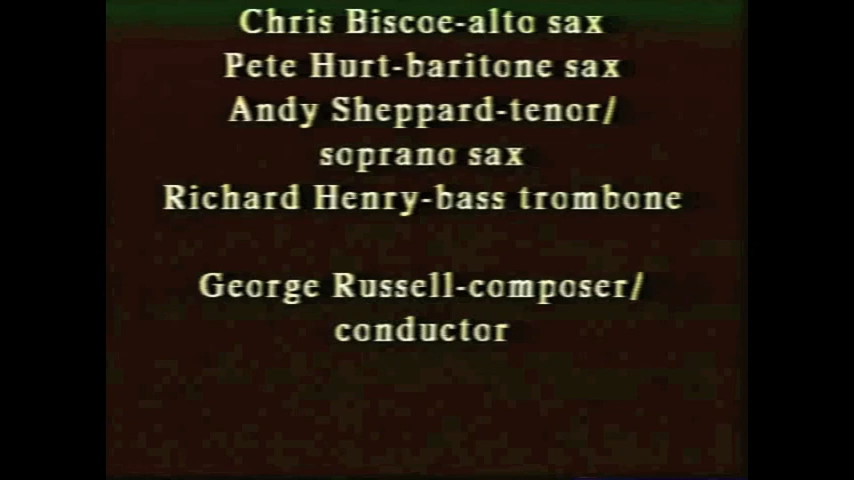 Chris Biscoe-alto sax
Pete Hurt-baritone sax
Andy Sheppard-tenor/
soprano sax
Richard Henry-bass trombone
George Russell-composer/
conductor